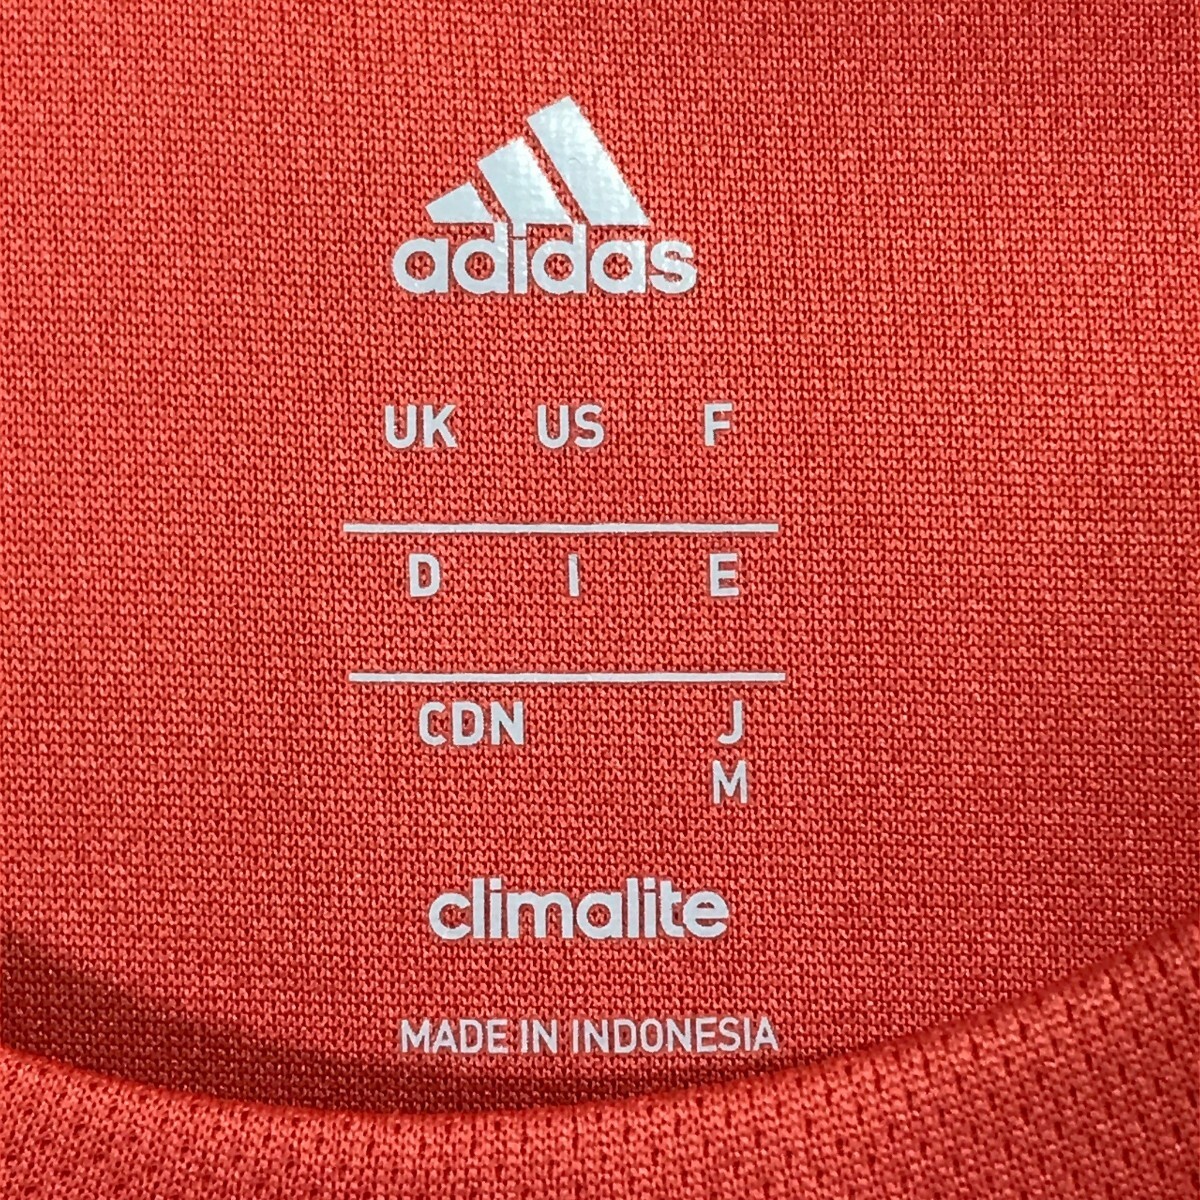 adidas
UK US F
D I E
CDN J
M
climalite
MADE IN INDONESIA